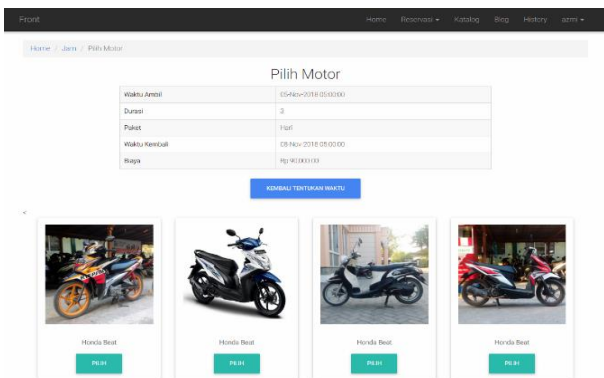 Front Home Reservasi Katalog Blog History azmi
Home / Jam / Pilih Motor
Pilih Motor
Waktu Ambil 05-Nov-2018 05:00:00
Durasi 3
Paket Hari
Waktu Kembali 08-Nov-2018 05:00:00
Biaya
KEMBALI TENTUKAN WAKTU
<
Honda Beat Honda Beat Honda Beat Honda Beat
PILIH PILIH PILIH PILIH